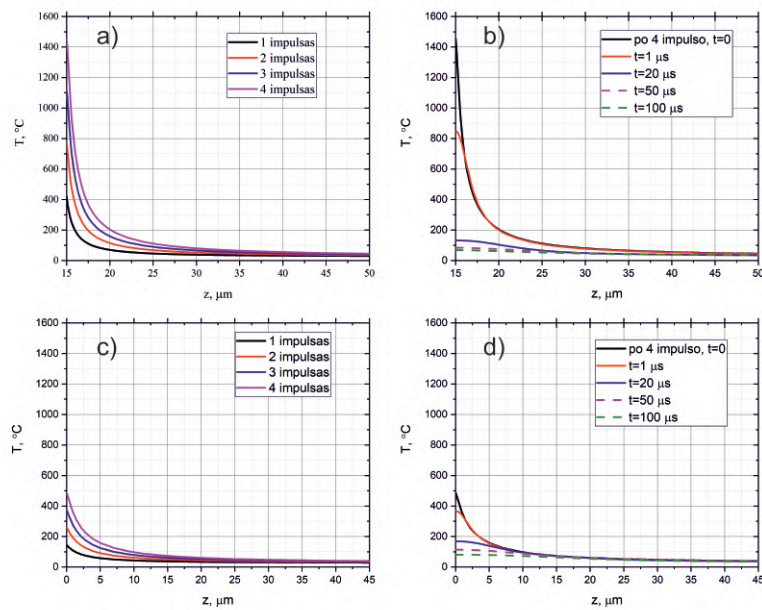 a)
1600
1400
1200
1000
800
600
400
200
0
T, °C
1 impulsas
2 impulsas
3 impulsas
4 impulsas
15 20 25 30 35 40 45 50
z, μm
b)
1600
1400
1200
1000
800
600
400
200
0
T, °C
po 4 impulso, t=0
t=1 μs
t=20 μs
t=50 μs
t=100 μs
15 20 25 30 35 40 45 50
z, μm
c)
1600
1400
1200
1000
800
600
400
200
0
T, °C
1 impulsas
2 impulsas
3 impulsas
4 impulsas
0 5 10 15 20 25 30 35 40 45
z, μm
d)
1600
1400
1200
1000
800
600
400
200
0
T, °C
po 4 impulso, t=0
t=1 μs
t=20 μs
t=50 μs
t=100 μs
0 5 10 15 20 25 30 35 40 45
z, μm